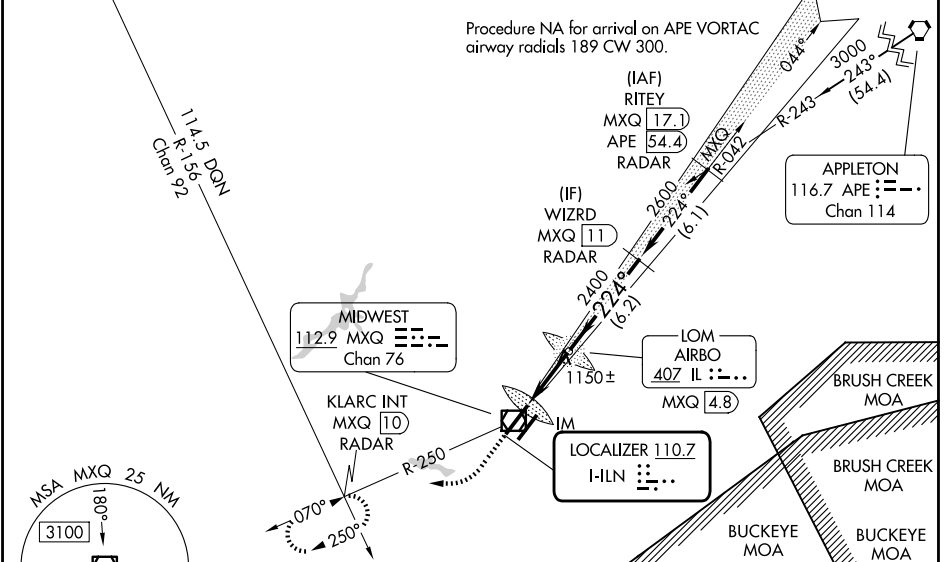 Procedure NA for arrival on APE VORTAC
airway radials 189 CW 300.
044°
3000
243°
(54.4)
R-243
(IAF)
RITEY
MXQ 17.1
APE 54.4
RADAR
MXQ
R-042
114.5 DQN
R-156
Chan 92
APPLETON
116.7 APE
Chan 114
2600
224°
(6.1)
(IF)
WIZRD
MXQ 11
RADAR
2400
224°
(6.2)
MIDWEST
112.9 MXQ
Chan 76
LOM
AIRBO
407 IL
MXQ 4.8
1150±
BRUSH CREEK
MOA
KLARC INT
MXQ 10
RADAR
IM
R-250
LOCALIZER 110.7
I-ILN
BRUSH CREEK
MOA
MSA MXQ 25 NM
180°
3100
070°
250°
BUCKEYE
MOA
BUCKEYE
MOA